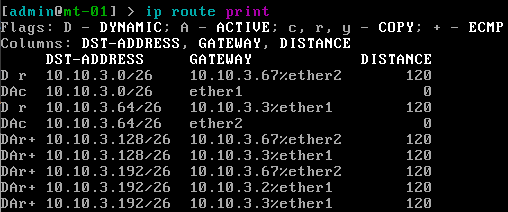 [admin@mt-01] > ip route print
Flags: D - DYNAMIC; A - ACTIVE; c, r, y - COPY; + - ECMP
Columns: DST-ADDRESS, GATEWAY, DISTANCE
DST-ADDRESS GATEWAY DISTANCE
D r 10.10.3.0/26 10.10.3.67%ether2 120
DAc 10.10.3.0/26 ether1 0
D r 10.10.3.64/26 10.10.3.3%ether1 120
DAc 10.10.3.64/26 ether2 0
DAr+ 10.10.3.128/26 10.10.3.67%ether2 120
DAr+ 10.10.3.128/26 10.10.3.3%ether1 120
DAr+ 10.10.3.192/26 10.10.3.67%ether2 120
DAr+ 10.10.3.192/26 10.10.3.2%ether1 120
DAr+ 10.10.3.192/26 10.10.3.3%ether1 120